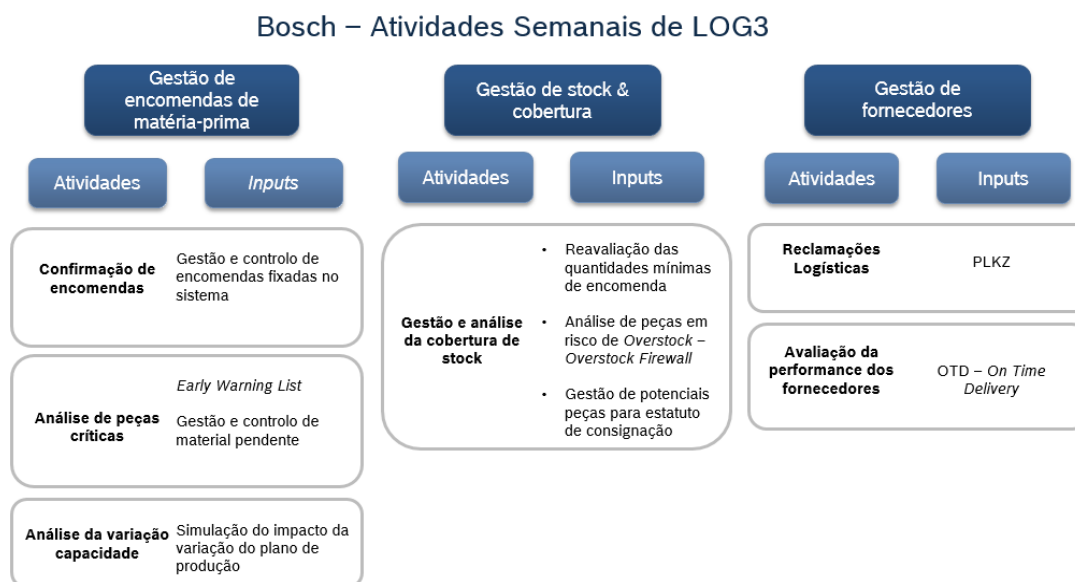 Bosch – Atividades Semanais de LOG3
Gestão de
encomendas de
matéria-prima
Atividades
Inputs
Confirmação de
encomendas
Gestão e controlo de
encomendas fixadas no
sistema
Análise de peças
críticas
Early Warning List
Gestão e controlo de
material pendente
Análise da variação
capacidade
Simulação do impacto da
variação do plano de
produção
Gestão de stock &
cobertura
Atividades
Inputs
Gestão e análise
da cobertura de
stock
• Reavaliação das
quantidades mínimas
de encomenda
• Análise de peças em
risco de Overstock –
Overstock Firewall
• Gestão de potenciais
peças para estatuto
de consignação
Gestão de
fornecedores
Atividades
Inputs
Reclamações
Logísticas
PLKZ
Avaliação da
performance dos
fornecedores
OTD – On Time
Delivery